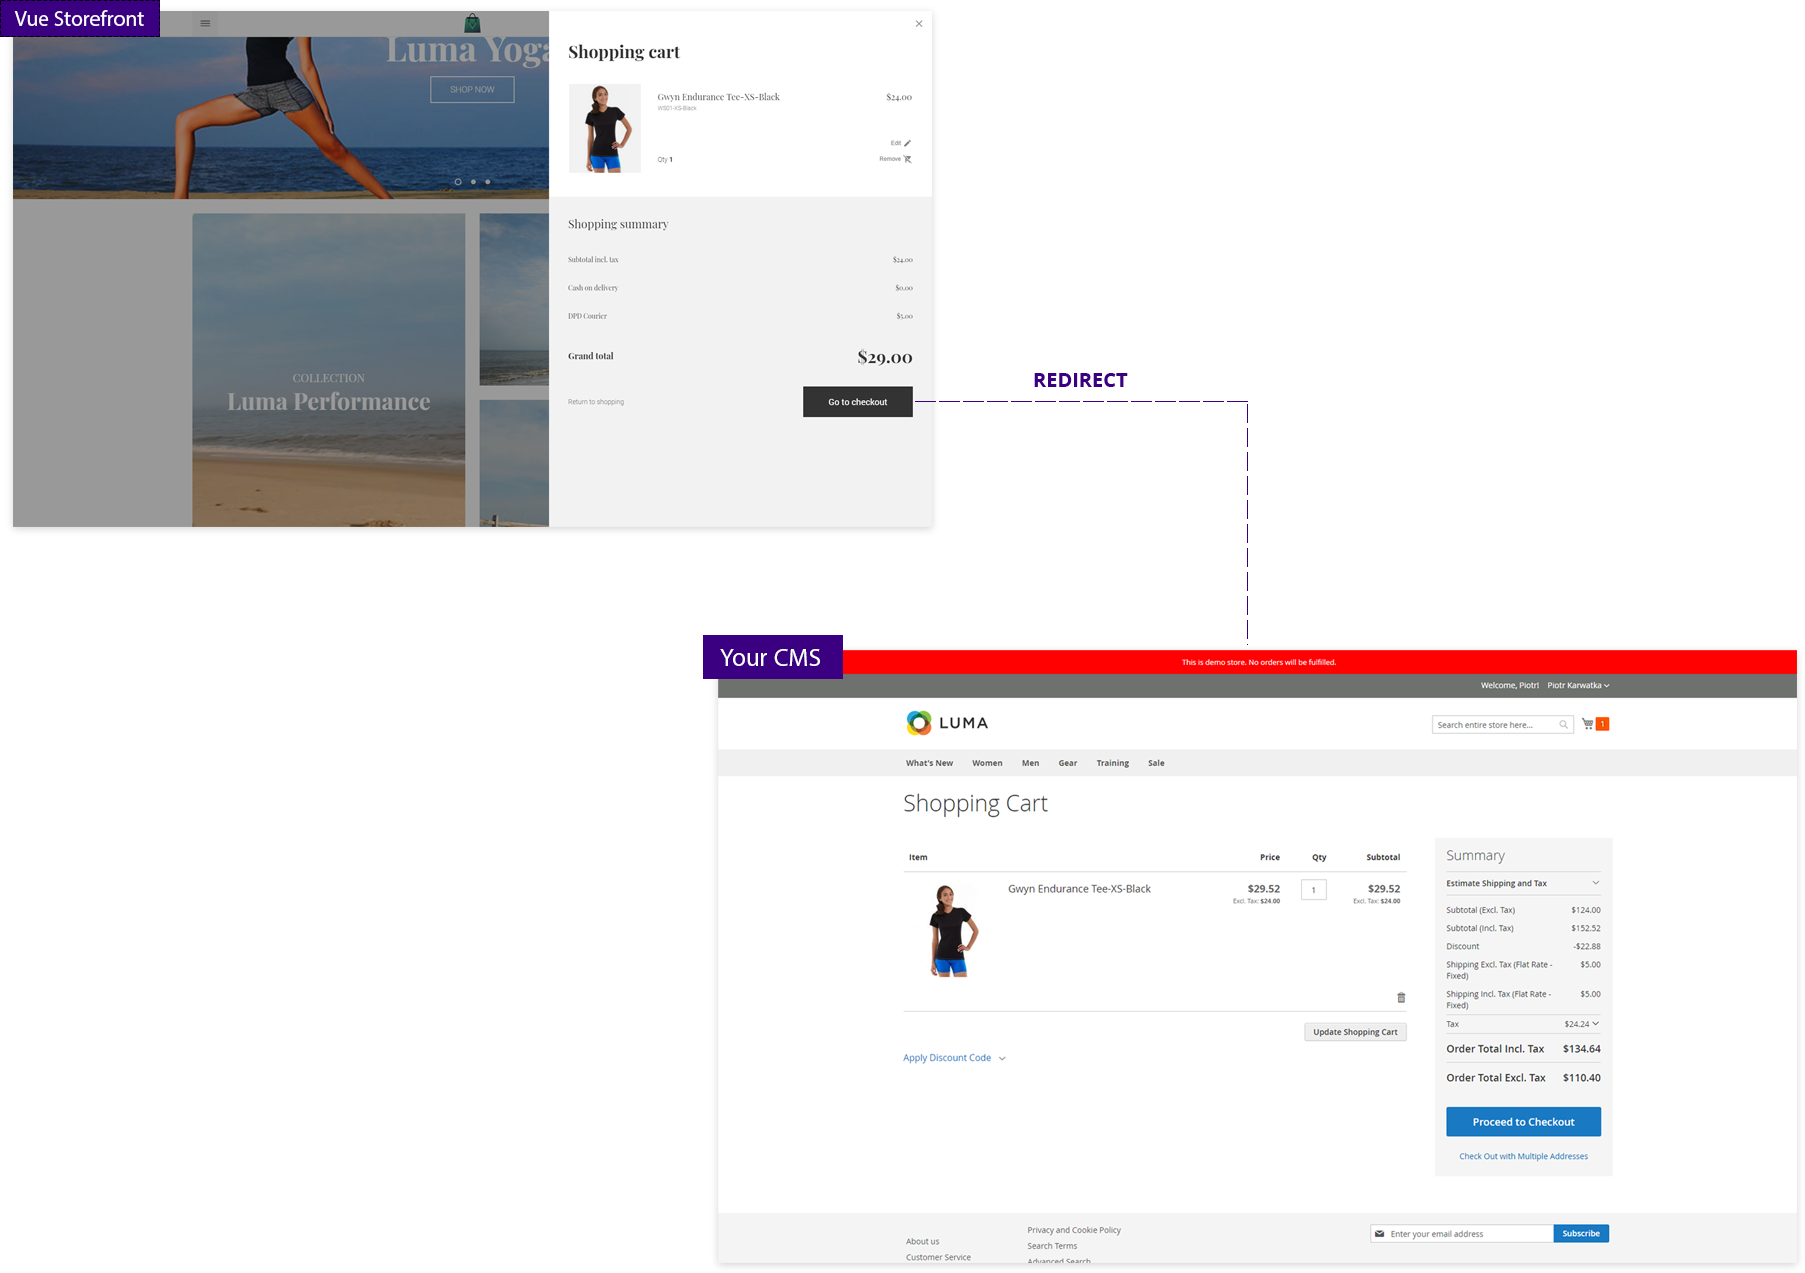 Vue Storefront
Luma Yoga
SHOP NOW
COLLECTION
Luma Performance
Shopping cart
Gwyn Endurance Tee-XS-Black
$24.00
WS01-XS-Black
Edit
Qty 1
Remove
Shopping summary
Subtotal incl. tax
$24.00
Cash on delivery
$0.00
DPD Courier
$5.00
Grand total
$29.00
Return to shopping
Go to checkout
REDIRECT
Your CMS
This is demo store. No orders will be fulfilled.
Welcome, Piotr! Piotr Karwatka
LUMA
Search entire store here...
1
What's New Women Men Gear Training Sale
Shopping Cart
Item Price Qty Subtotal
Gwyn Endurance Tee-XS-Black $29.52 1 $29.52
Excl. Tax: $24.00 Excl. Tax: $24.00
Update Shopping Cart
Apply Discount Code
Summary
Estimate Shipping and Tax
Subtotal (Excl. Tax) $124.00
Subtotal (Incl. Tax) $152.52
Discount -$22.88
Shipping Excl. Tax (Flat Rate - $5.00
Fixed)
Shipping Incl. Tax (Flat Rate - $5.00
Fixed)
Tax $24.24
Order Total Incl. Tax $134.64
Order Total Excl. Tax $110.40
Proceed to Checkout
Check Out with Multiple Addresses
About us
Customer Service
Privacy and Cookie Policy
Search Terms
Advanced Search
Enter your email address
Subscribe